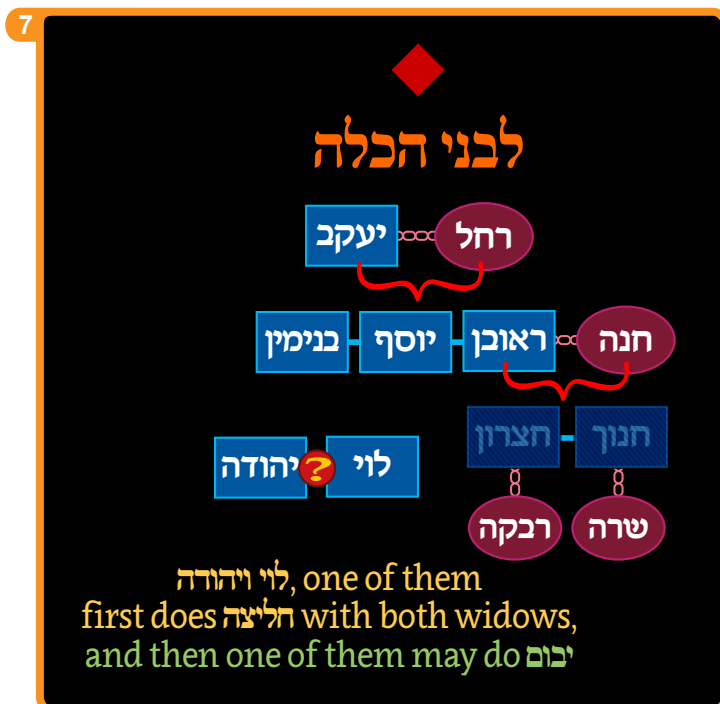 7
לבני הכלה
רחל יעקב
חנה ראובן יוסף בנימין
חנוך חצרון
לוי ? יהודה
שרה רבקה
לוי ויהודה, one of them
first does חליצה with both widows,
and then one of them may do יבום